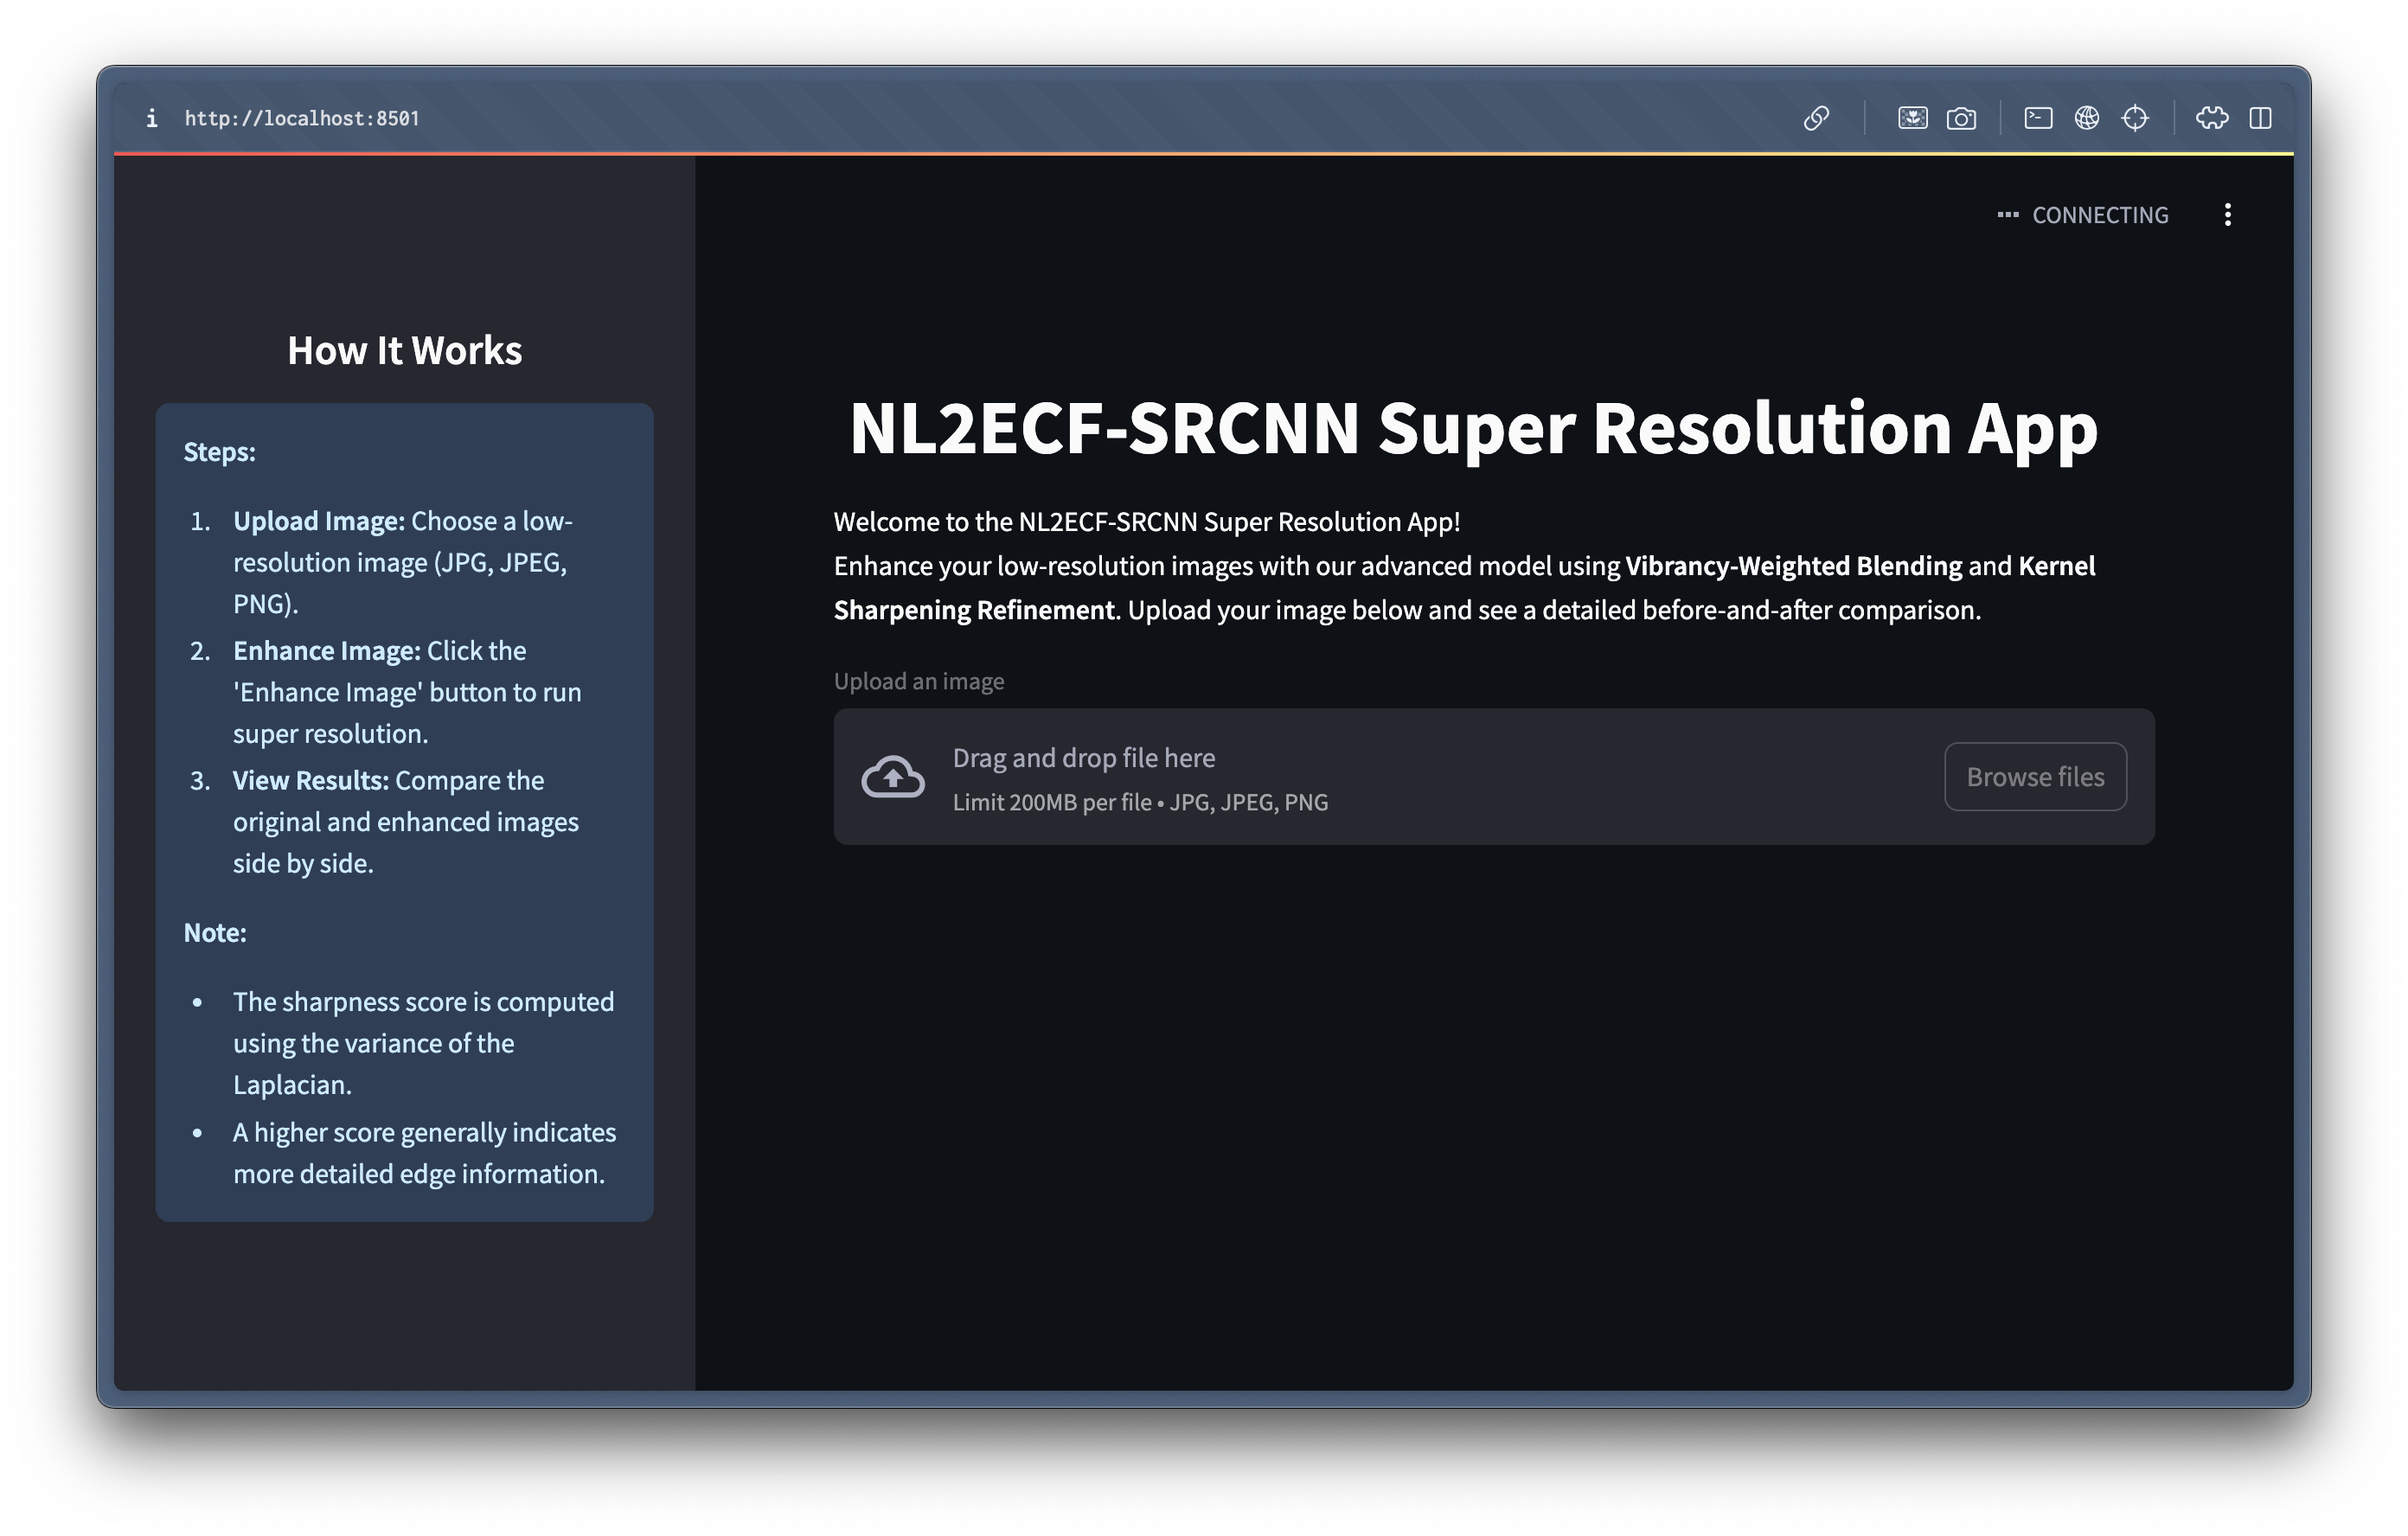 http://localhost:8501
CONNECTING
How It Works
Steps:
1. Upload Image: Choose a low-
resolution image (JPG, JPEG,
PNG).
2. Enhance Image: Click the
'Enhance Image' button to run
super resolution.
3. View Results: Compare the
original and enhanced images
side by side.
Note:
• The sharpness score is computed
using the variance of the
Laplacian.
• A higher score generally indicates
more detailed edge information.
NL2ECF-SRCNN Super Resolution App
Welcome to the NL2ECF-SRCNN Super Resolution App!
Enhance your low-resolution images with our advanced model using Vibrancy-Weighted Blending and Kernel
Sharpening Refinement. Upload your image below and see a detailed before-and-after comparison.
Upload an image
Drag and drop file here
Limit 200MB per file • JPG, JPEG, PNG
Browse files